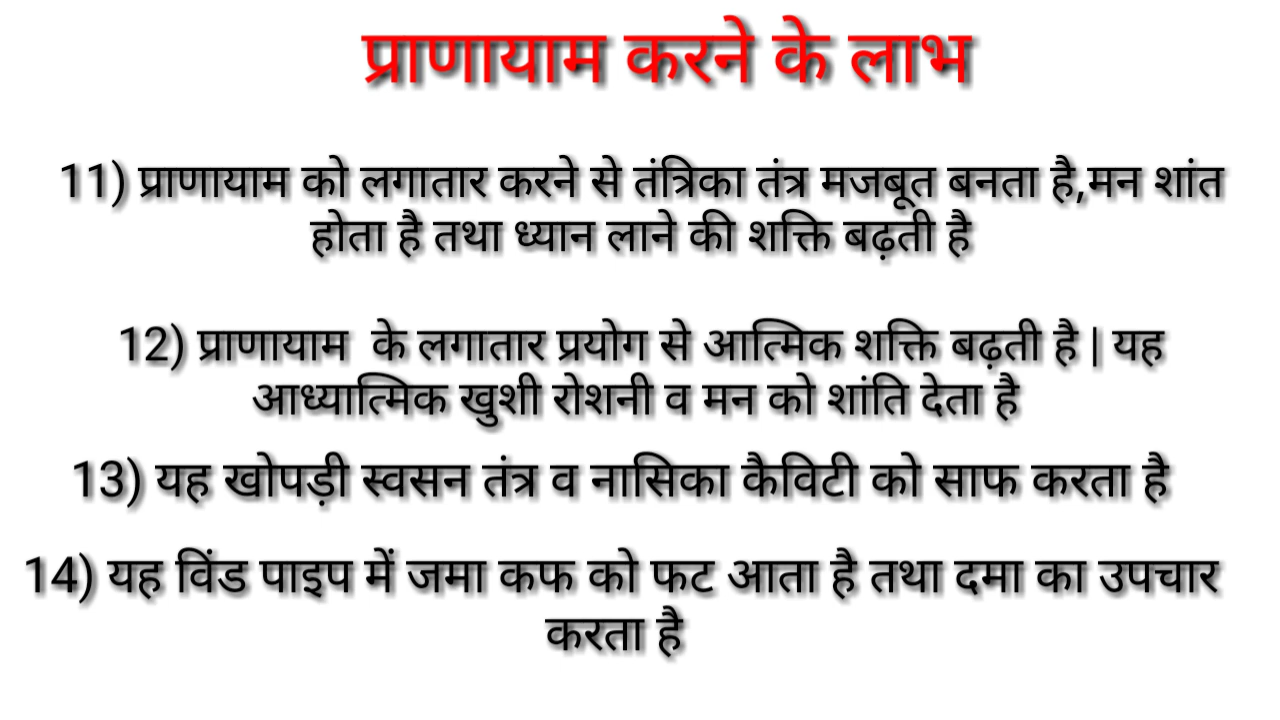 प्राणायाम करने के लाभ
11) प्राणायाम को लगातार करने से तंत्रिका तंत्र मजबूत बनता है,मन शांत
होता है तथा ध्यान लाने की शक्ति बढ़ती है
12) प्राणायाम के लगातार प्रयोग से आत्मिक शक्ति बढ़ती है | यह
आध्यात्मिक खुशी रोशनी व मन को शांति देता है
13) यह खोपड़ी स्वसन तंत्र व नासिका कैविटी को साफ करता है
14) यह विंड पाइप में जमा कफ को फट आता है तथा दमा का उपचार
करता है